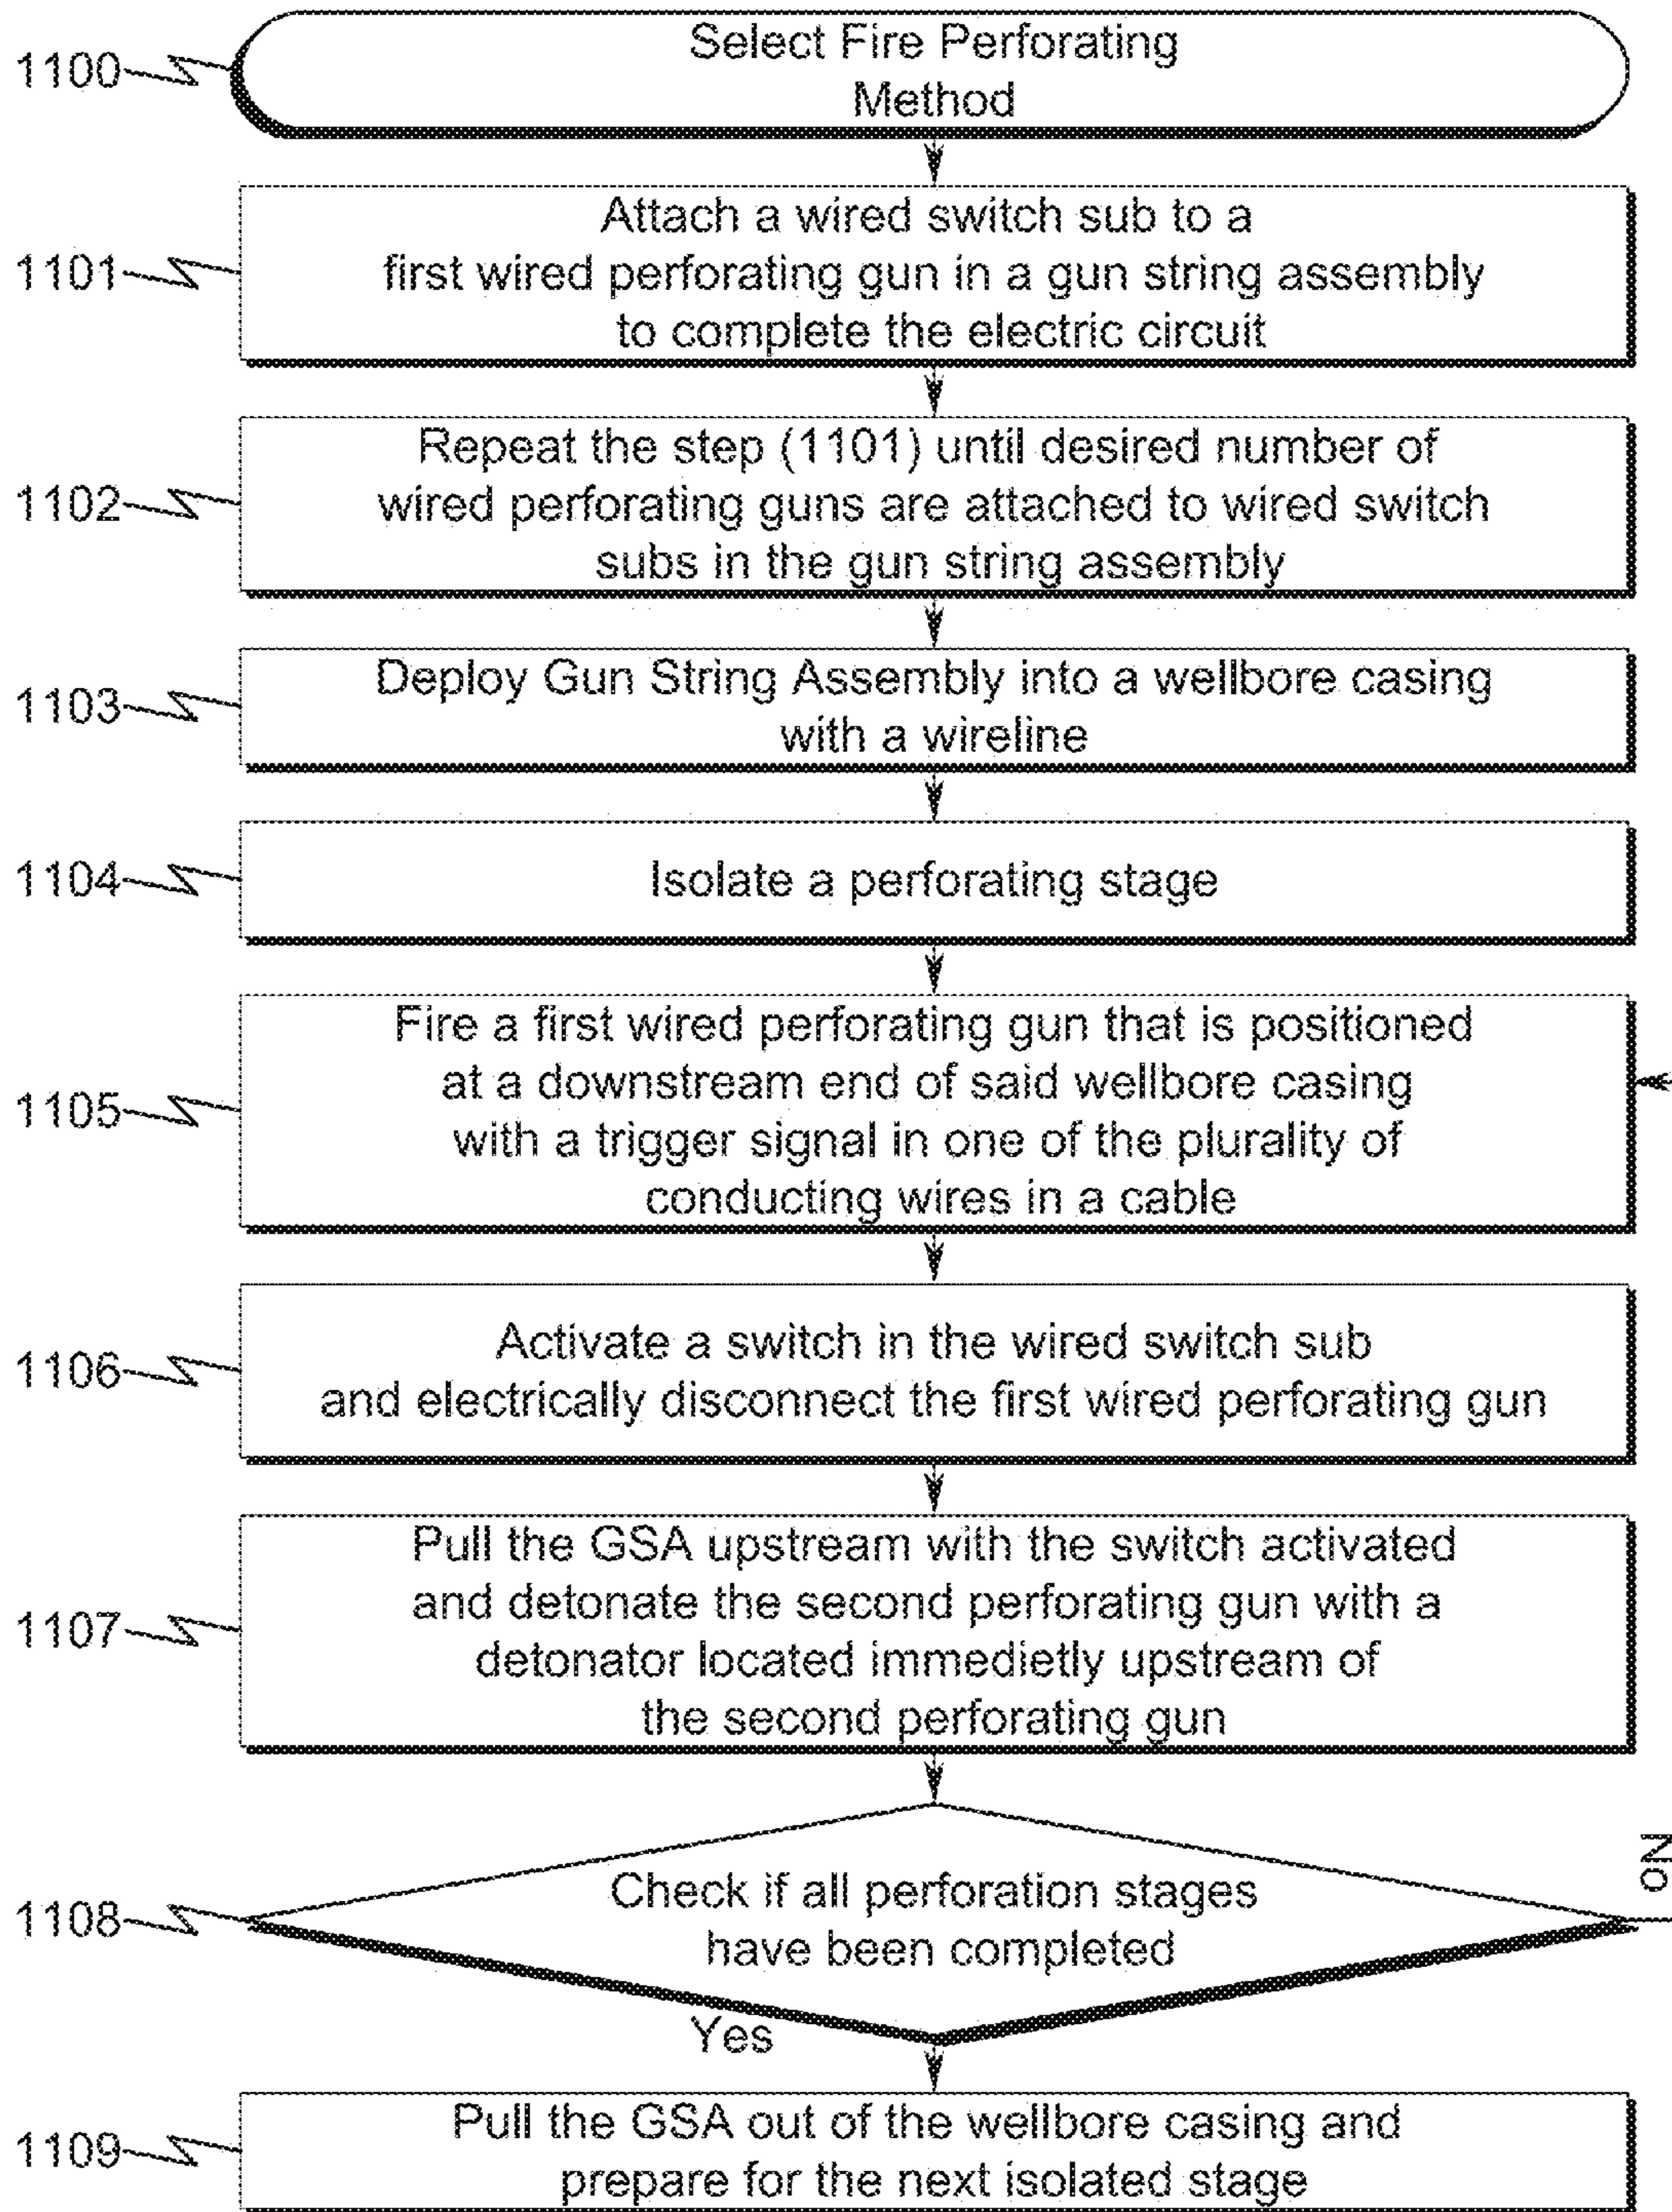 1100
Select Fire Perforating
Method
1101
Attach a wired switch sub to a
first wired perforating gun in a gun string assembly
to complete the electric circuit
1102
Repeat the step (1101) until desired number of
wired perforating guns are attached to wired switch
subs in the gun string assembly
1103
Deploy Gun String Assembly into a wellbore casing
with a wireline
1104
Isolate a perforating stage
1105
Fire a first wired perforating gun that is positioned
at a downstream end of said wellbore casing
with a trigger signal in one of the plurality of
conducting wires in a cable
1106
Activate a switch in the wired switch sub
and electrically disconnect the first wired perforating gun
1107
Pull the GSA upstream with the switch activated
and detonate the second perforating gun with a
detonator located immedietly upstream of
the second perforating gun
1108
Check if all perforation stages
have been completed
No
Yes
1109
Pull the GSA out of the wellbore casing and
prepare for the next isolated stage